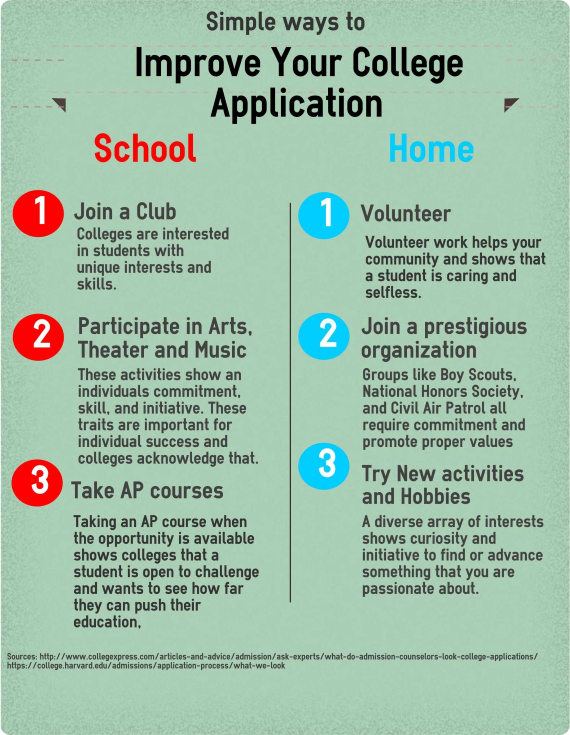 Simple ways to
Improve Your College
Application
School
Home
1
Join a Club
Colleges are interested
in students with
unique interests and
skills.
2
Participate in Arts,
Theater and Music
These activities show an
individuals commitment,
skill, and initiative. These
traits are important for
individual success and
colleges acknowledge that.
3
Take AP courses
Taking an AP course when
the opportunity is available
shows colleges that a
student is open to challenge
and wants to see how far
they can push their
education,
1
Volunteer
Volunteer work helps your
community and shows that
a student is caring and
selfless.
2
Join a prestigious
organization
Groups like Boy Scouts,
National Honors Society,
and Civil Air Patrol all
require commitment and
promote proper values
3
Try New activities
and Hobbies
A diverse array of interests
shows curiosity and
initiative to find or advance
something that you are
passionate about.
Sources: http://www.collegexpress.com/articles-and-advice/admission/ask-experts/what-do-admission-counselors-look-college-applications/
https://college.harvard.edu/admissions/application-process/what-we-look